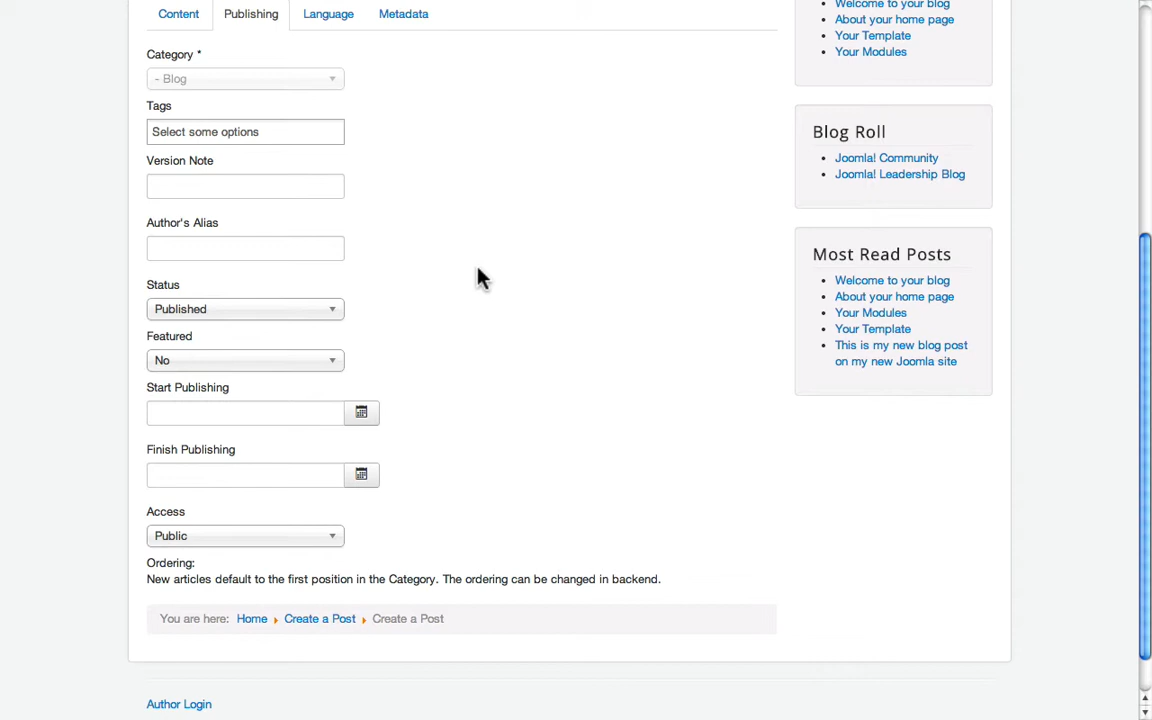 Content Publishing Language Metadata
Category *
- Blog
Tags
Select some options
Version Note
Author's Alias
Status
Published
Featured
No
Start Publishing
Finish Publishing
Access
Public
Ordering:
New articles default to the first position in the Category. The ordering can be changed in backend.
You are here: Home Create a Post Create a Post
Welcome to your blog
About your home page
Your Template
Your Modules
Blog Roll
Joomla! Community
Joomla! Leadership Blog
Most Read Posts
Welcome to your blog
About your home page
Your Modules
Your Template
This is my new blog post
on my new Joomla site
Author Login